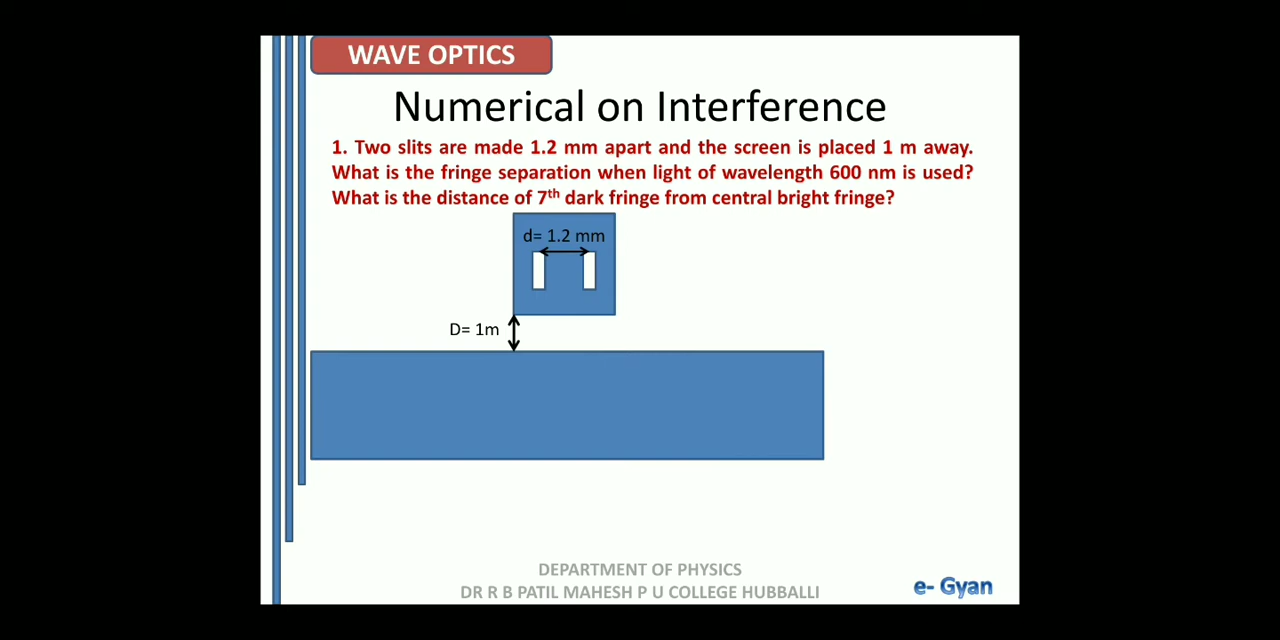 WAVE OPTICS
Numerical on Interference
1. Two slits are made 1.2 mm apart and the screen is placed 1 m away.
What is the fringe separation when light of wavelength 600 nm is used?
What is the distance of 7th dark fringe from central bright fringe?
d= 1.2 mm
D= 1m
DEPARTMENT OF PHYSICS
DR R B PATIL MAHESH P U COLLEGE HUBBALLI
e- Gyan